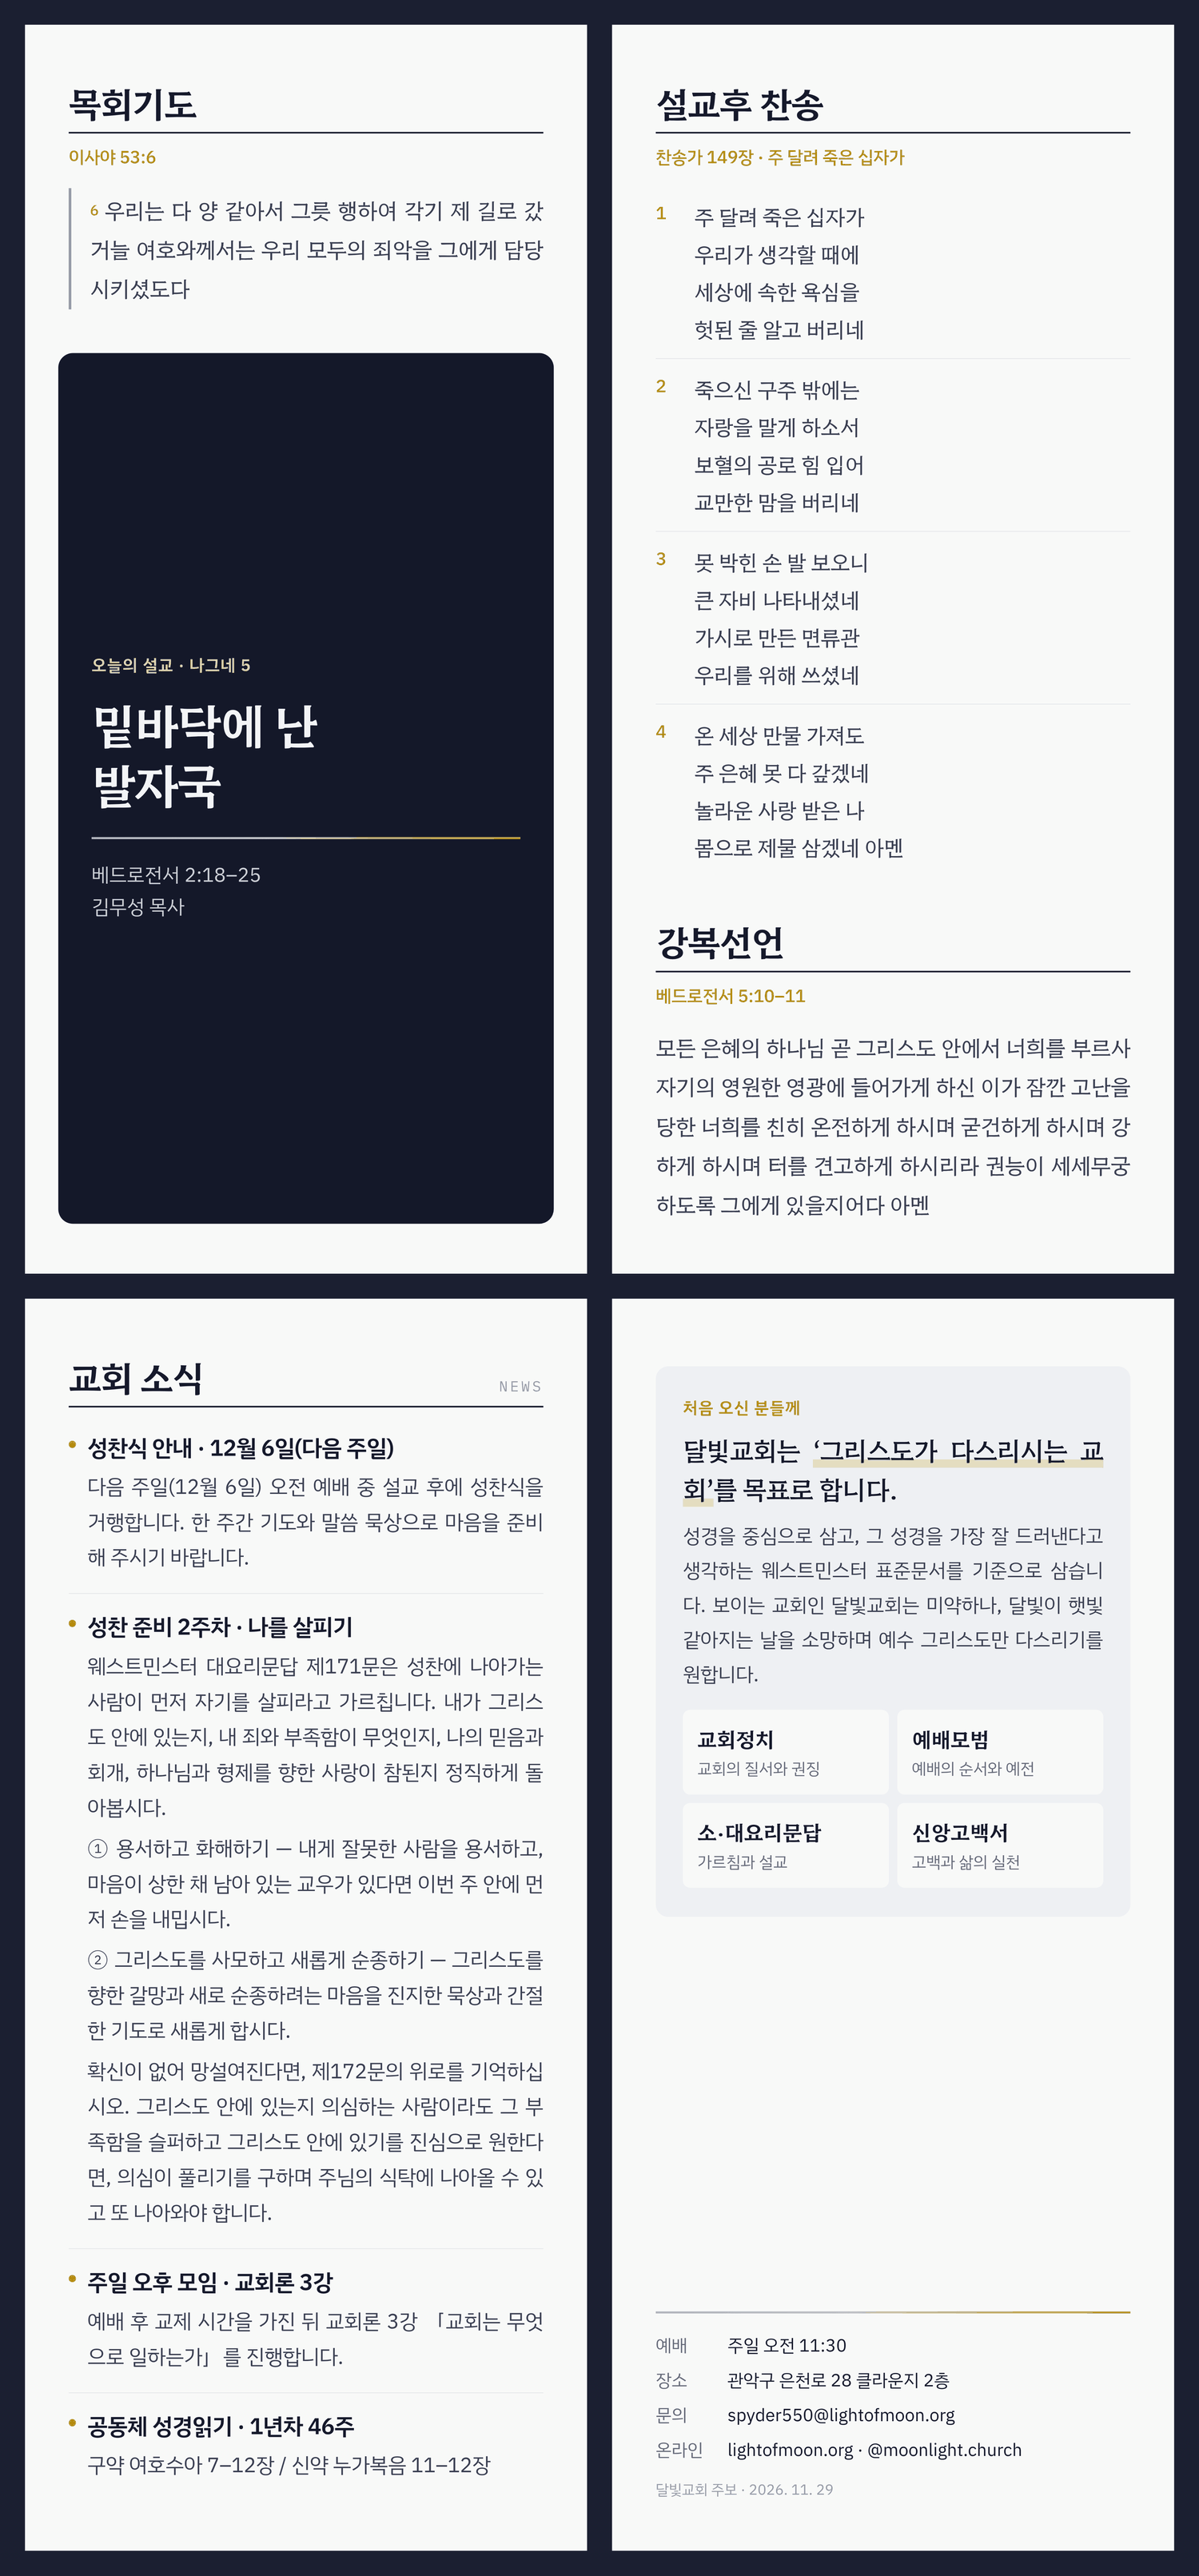 목회기도
이사야 53:6
6 우리는 다 양 같아서 그릇 행하여 각기 제 길로 갔
거늘 여호와께서는 우리 모두의 죄악을 그에게 담당
시키셨도다
오늘의 설교 · 나그네 5
밑바닥에 난
발자국
베드로전서 2:18–25
김무성 목사
설교후 찬송
찬송가 149장 · 주 달려 죽은 십자가
1 주 달려 죽은 십자가
우리가 생각할 때에
세상에 속한 욕심을
헛된 줄 알고 버리네
2 죽으신 구주 밖에는
자랑을 말게 하소서
보혈의 공로 힘 입어
교만한 맘을 버리네
3 못 박힌 손 발 보오니
큰 자비 나타내셨네
가시로 만든 면류관
우리를 위해 쓰셨네
4 온 세상 만물 가져도
주 은혜 못 다 갚겠네
놀라운 사랑 받은 나
몸으로 제물 삼겠네 아멘
강복선언
베드로전서 5:10–11
모든 은혜의 하나님 곧 그리스도 안에서 너희를 부르사
자기의 영원한 영광에 들어가게 하신 이가 잠깐 고난을
당한 너희를 친히 온전하게 하시며 굳건하게 하시며 강
하게 하시며 터를 견고하게 하시리라 권능이 세세무궁
하도록 그에게 있을지어다 아멘
교회 소식
NEWS
성찬식 안내 · 12월 6일(다음 주일)
다음 주일(12월 6일) 오전 예배 중 설교 후에 성찬식을
거행합니다. 한 주간 기도와 말씀 묵상으로 마음을 준비
해 주시기 바랍니다.
성찬 준비 2주차 · 나를 살피기
웨스트민스터 대요리문답 제171문은 성찬에 나아가는
사람이 먼저 자기를 살피라고 가르칩니다. 내가 그리스
도 안에 있는지, 내 죄와 부족함이 무엇인지, 나의 믿음과
회개, 하나님과 형제를 향한 사랑이 참된지 정직하게 돌
아봅시다.
① 용서하고 화해하기 — 내게 잘못한 사람을 용서하고,
마음이 상한 채 남아 있는 교우가 있다면 이번 주 안에 먼
저 손을 내밉시다.
② 그리스도를 사모하고 새롭게 순종하기 — 그리스도를
향한 갈망과 새로 순종하려는 마음을 진지한 묵상과 간절
한 기도로 새롭게 합시다.
확신이 없어 망설여진다면, 제172문의 위로를 기억하십
시오. 그리스도 안에 있는지 의심하는 사람이라도 그 부
족함을 슬퍼하고 그리스도 안에 있기를 진심으로 원한다
면, 의심이 풀리기를 구하며 주님의 식탁에 나아올 수 있
고 또 나아와야 합니다.
주일 오후 모임 · 교회론 3강
예배 후 교제 시간을 가진 뒤 교회론 3강 「교회는 무엇
으로 일하는가」를 진행합니다.
공동체 성경읽기 · 1년차 46주
구약 여호수아 7–12장 / 신약 누가복음 11–12장
처음 오신 분들께
달빛교회는 ‘그리스도가 다스리시는 교
회’를 목표로 합니다.
성경을 중심으로 삼고, 그 성경을 가장 잘 드러낸다고
생각하는 웨스트민스터 표준문서를 기준으로 삼습니
다. 보이는 교회인 달빛교회는 미약하나, 달빛이 햇빛
같아지는 날을 소망하며 예수 그리스도만 다스리기를
원합니다.
교회정치
교회의 질서와 권징
예배모범
예배의 순서와 예전
소·대요리문답
가르침과 설교
신앙고백서
고백과 삶의 실천
예배 주일 오전 11:30
장소 관악구 은천로 28 클라운지 2층
문의 spyder550@lightofmoon.org
온라인 lightofmoon.org · @moonlight.church
달빛교회 주보 · 2026. 11. 29